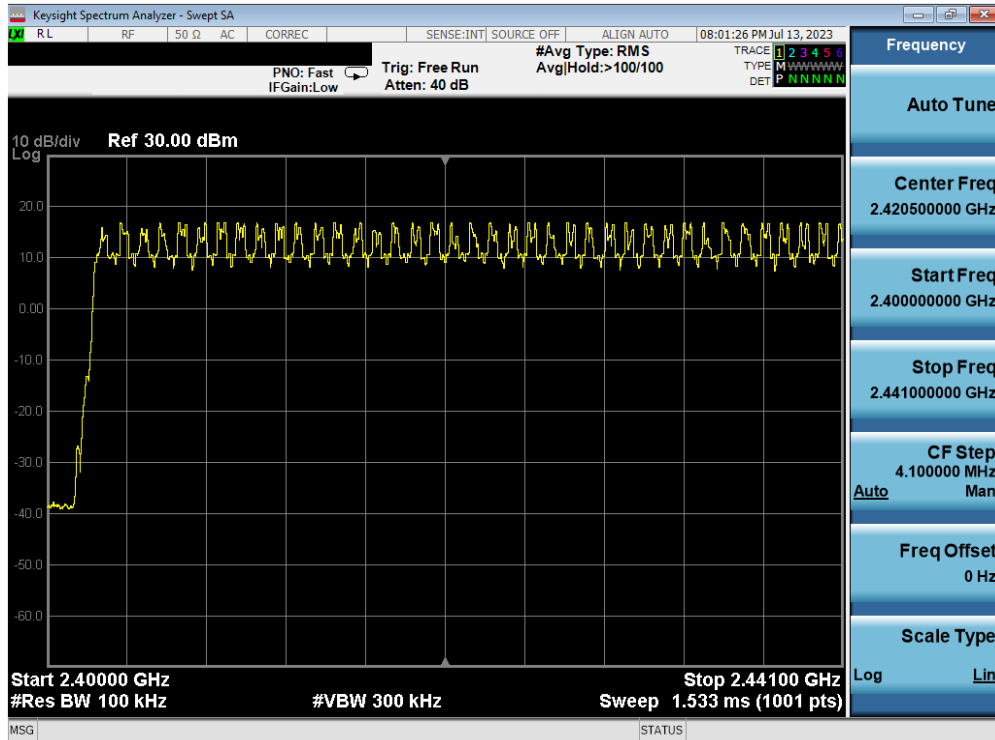 Keysight Spectrum Analyzer - Swept SA
LXI RL RF 50 Ω AC CORREC SENSE:INT SOURCE OFF ALIGN AUTO 08:01:26 PM Jul 13, 2023
#Avg Type: RMS TRACE 1 2 3 4 5 6
PNO: Fast Trig: Free Run Avg|Hold:>100/100 TYPE M WWWWW
IFGain:Low Atten: 40 dB DET P N N N N N
10 dB/div Ref 30.00 dBm
Log
20.0
10.0
0.00
-10.0
-20.0
-30.0
-40.0
-50.0
-60.0
Start 2.40000 GHz Stop 2.44100 GHz
#Res BW 100 kHz #VBW 300 kHz Sweep 1.533 ms (1001 pts)
MSG STATUS
Frequency
Auto Tune
Center Freq
2.420500000 GHz
Start Freq
2.400000000 GHz
Stop Freq
2.441000000 GHz
CF Step
4.100000 MHz
Auto Man
Freq Offset
0 Hz
Scale Type
Log Lin